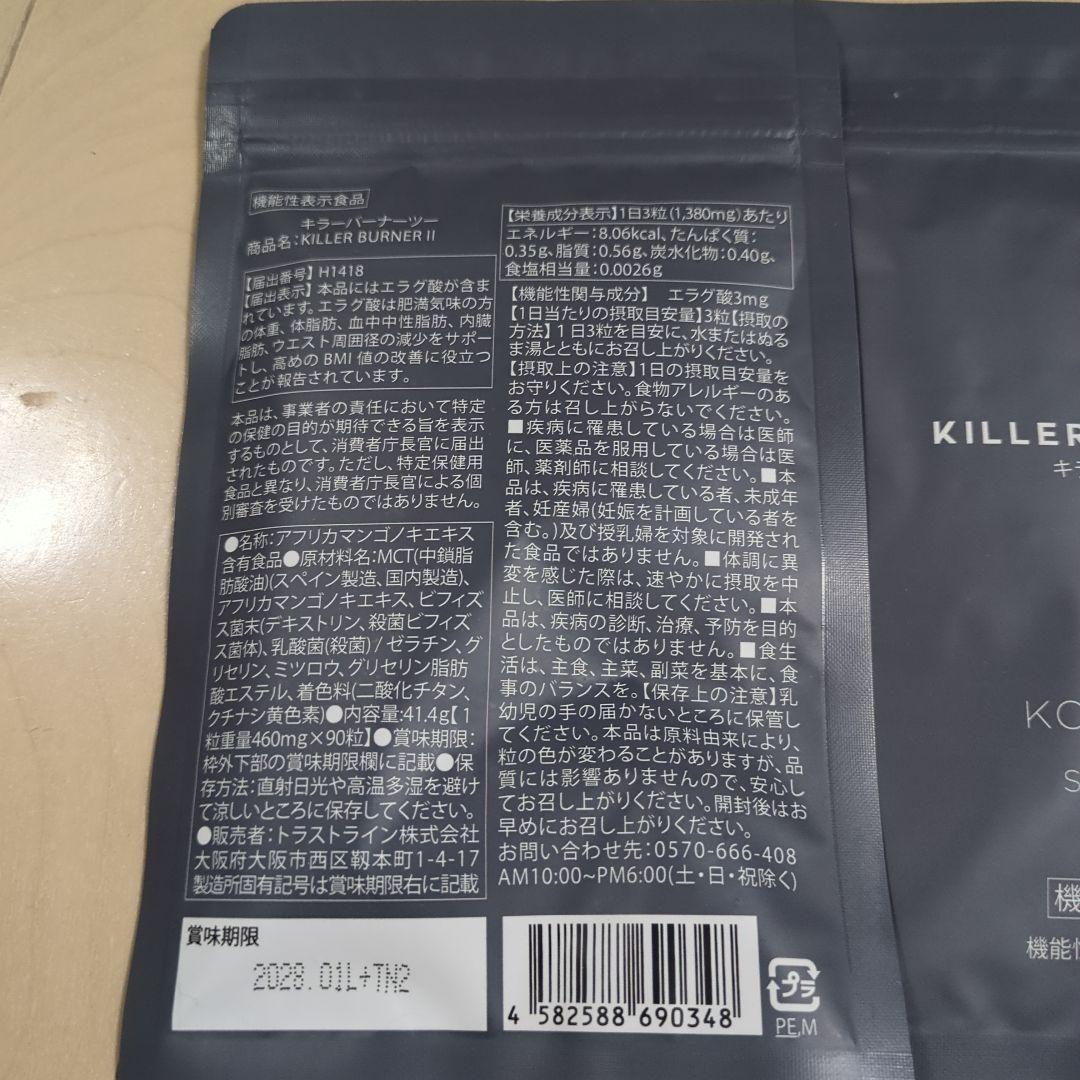 機能性表示食品
キラーバーナーツー
商品名：KILLER BURNER II
【届出番号】H1418
【届出表示】本品にはエラグ酸が含ま
れています。エラグ酸は肥満気味の方
の体重、体脂肪、血中中性脂肪、内臓
脂肪、ウエスト周囲径の減少をサポー
トし、高めのBMI値の改善に役立つ
ことが報告されています。
本品は、事業者の責任において特定
の保健の目的が期待できる旨を表示
するものとして、消費者庁長官に届出
されたものです。ただし、特定保健用
食品と異なり、消費者庁長官による個
別審査を受けたものではありません。
●名称：アフリカマンゴノキエキス
含有食品●原材料名：MCT(中鎖脂
肪酸油)(スペイン製造、国内製造)、
アフリカマンゴノキエキス、ビフィズ
ス菌末(デキストリン、殺菌ビフィズ
ス菌体)、乳酸菌(殺菌) / ゼラチン、グ
リセリン、ミツロウ、グリセリン脂肪
酸エステル、着色料(二酸化チタン、
クチナシ黄色素)●内容量:41.4g【1
粒重量460mg×90粒】●賞味期限：
枠外下部の賞味期限欄に記載●保
存方法：直射日光や高温多湿を避け
て涼しいところに保存してください。
●販売者：トラストライン株式会社
大阪府大阪市西区靱本町1-4-17
製造所固有記号は賞味期限右に記載
賞味期限
2028.01L+TN2
【栄養成分表示】1日3粒(1,380mg)あたり
エネルギー：8.06kcal、たんぱく質：
0.35g、脂質：0.56g、炭水化物：0.40g、
食塩相当量：0.0026g
【機能性関与成分】 エラグ酸3mg
【1日当たりの摂取目安量】3粒【摂取の
方法】1日3粒を目安に、水またはぬる
ま湯とともにお召し上がりください。
【摂取上の注意】1日の摂取目安量を
お守りください。食物アレルギーのあ
る方は召し上がらないでください。
■疾病に罹患している場合は医師
に、医薬品を服用している場合は医
師、薬剤師に相談してください。■本
品は、疾病に罹患している者、未成年
者、妊産婦(妊娠を計画している者を
含む。)及び授乳婦を対象に開発され
た食品ではありません。■体調に異
変を感じた際は、速やかに摂取を中
止し、医師に相談してください。■本
品は、疾病の診断、治療、予防を目的
としたものではありません。■食生
活は、主食、主菜、副菜を基本に、食
事のバランスを。【保存上の注意】乳
幼児の手の届かないところに保管し
てください。本品は原料由来により、
粒の色が変わることがありますが、品
質には影響ありませんので、安心し
てお召し上がりください。開封後はお
早めにお召し上がりください。
お問い合わせ先：0570-666-408
AM10:00~PM6:00(土・日・祝除く)
4 582588 690348
プラ
PE,M
KILLER
キラ
KO
S
機
機能性